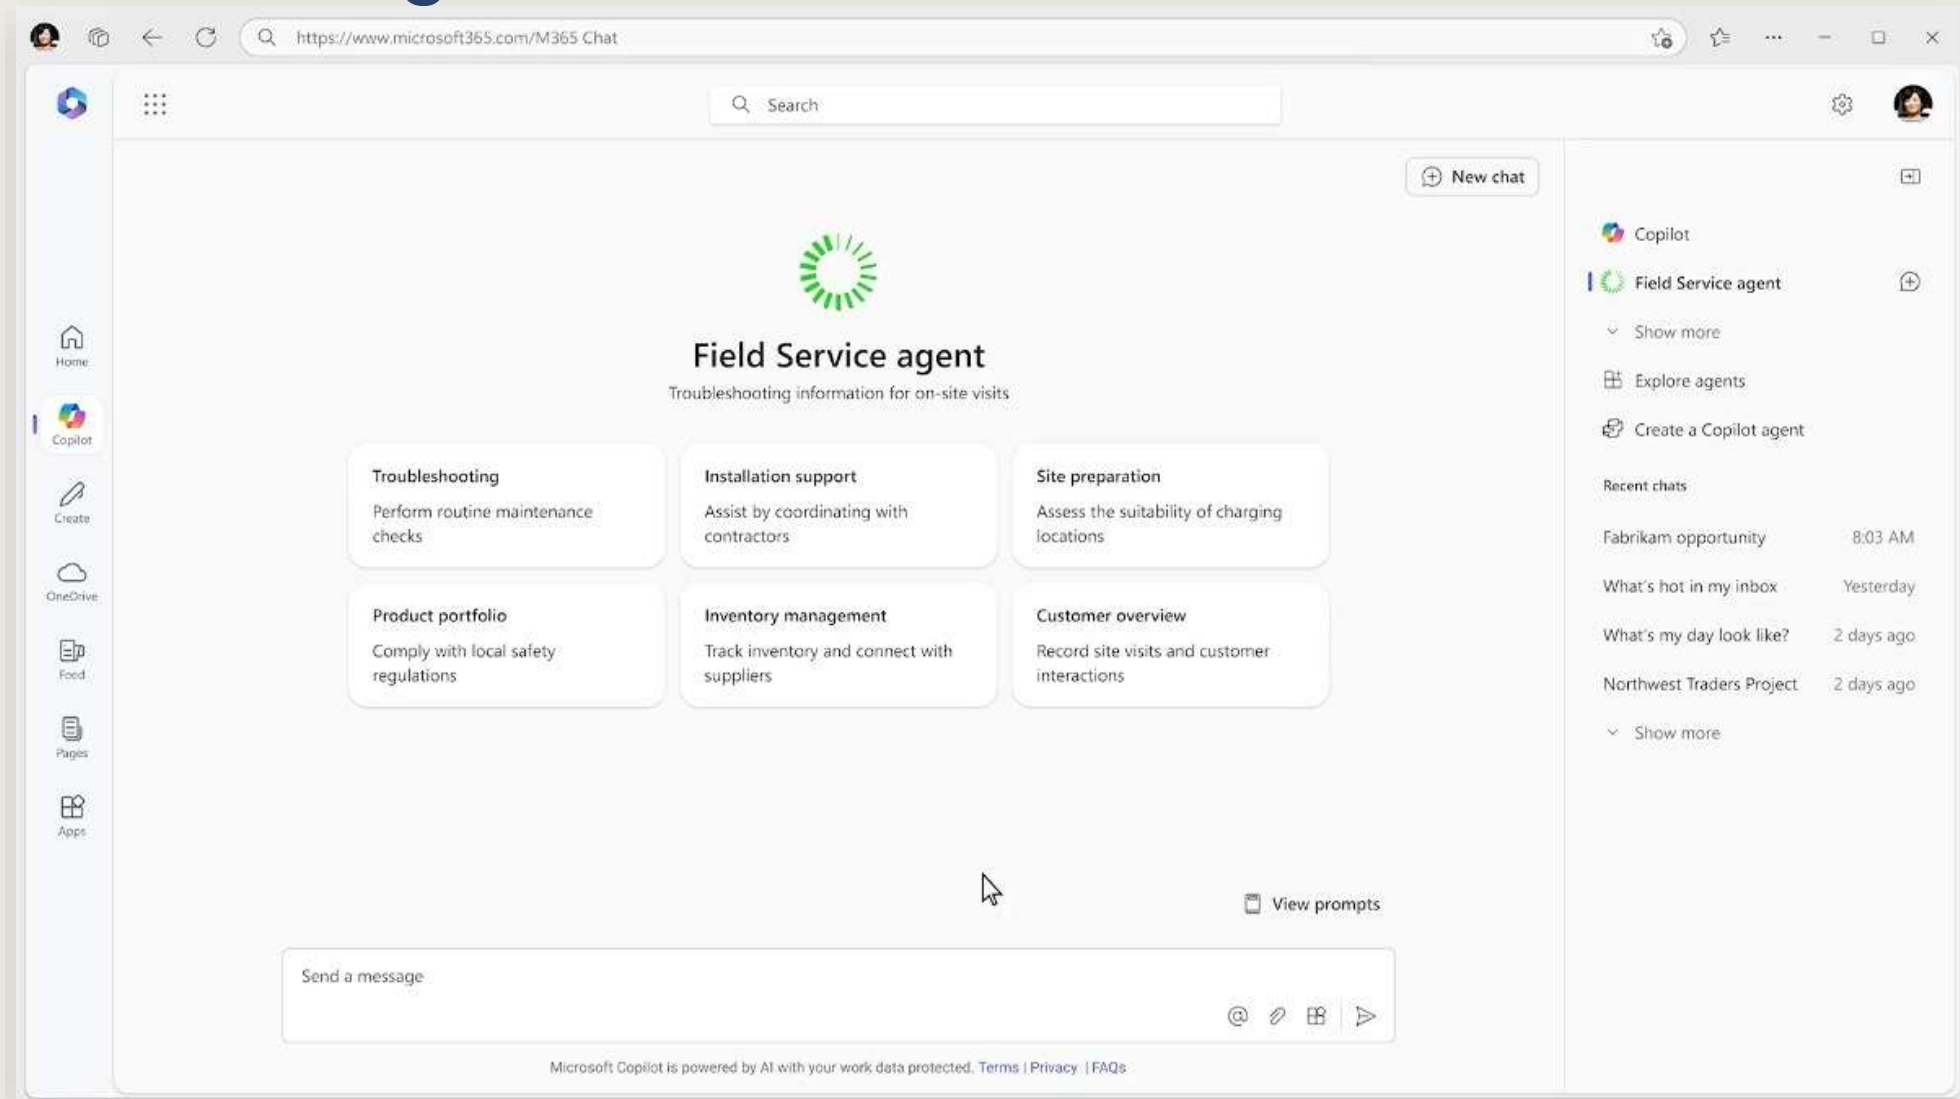 https://www.microsoft365.com/M365 Chat
Search
New chat
Home
Copilot
Create
OneDrive
Feed
Pages
Apps
Field Service agent
Troubleshooting information for on-site visits
Troubleshooting
Perform routine maintenance
checks
Installation support
Assist by coordinating with
contractors
Site preparation
Assess the suitability of charging
locations
Product portfolio
Comply with local safety
regulations
Inventory management
Track inventory and connect with
suppliers
Customer overview
Record site visits and customer
interactions
View prompts
Send a message
Microsoft Copilot is powered by AI with your work data protected. Terms | Privacy | FAQs
Copilot
Field Service agent
Show more
Explore agents
Create a Copilot agent
Recent chats
Fabrikam opportunity 8:03 AM
What's hot in my inbox Yesterday
What's my day look like? 2 days ago
Northwest Traders Project 2 days ago
Show more